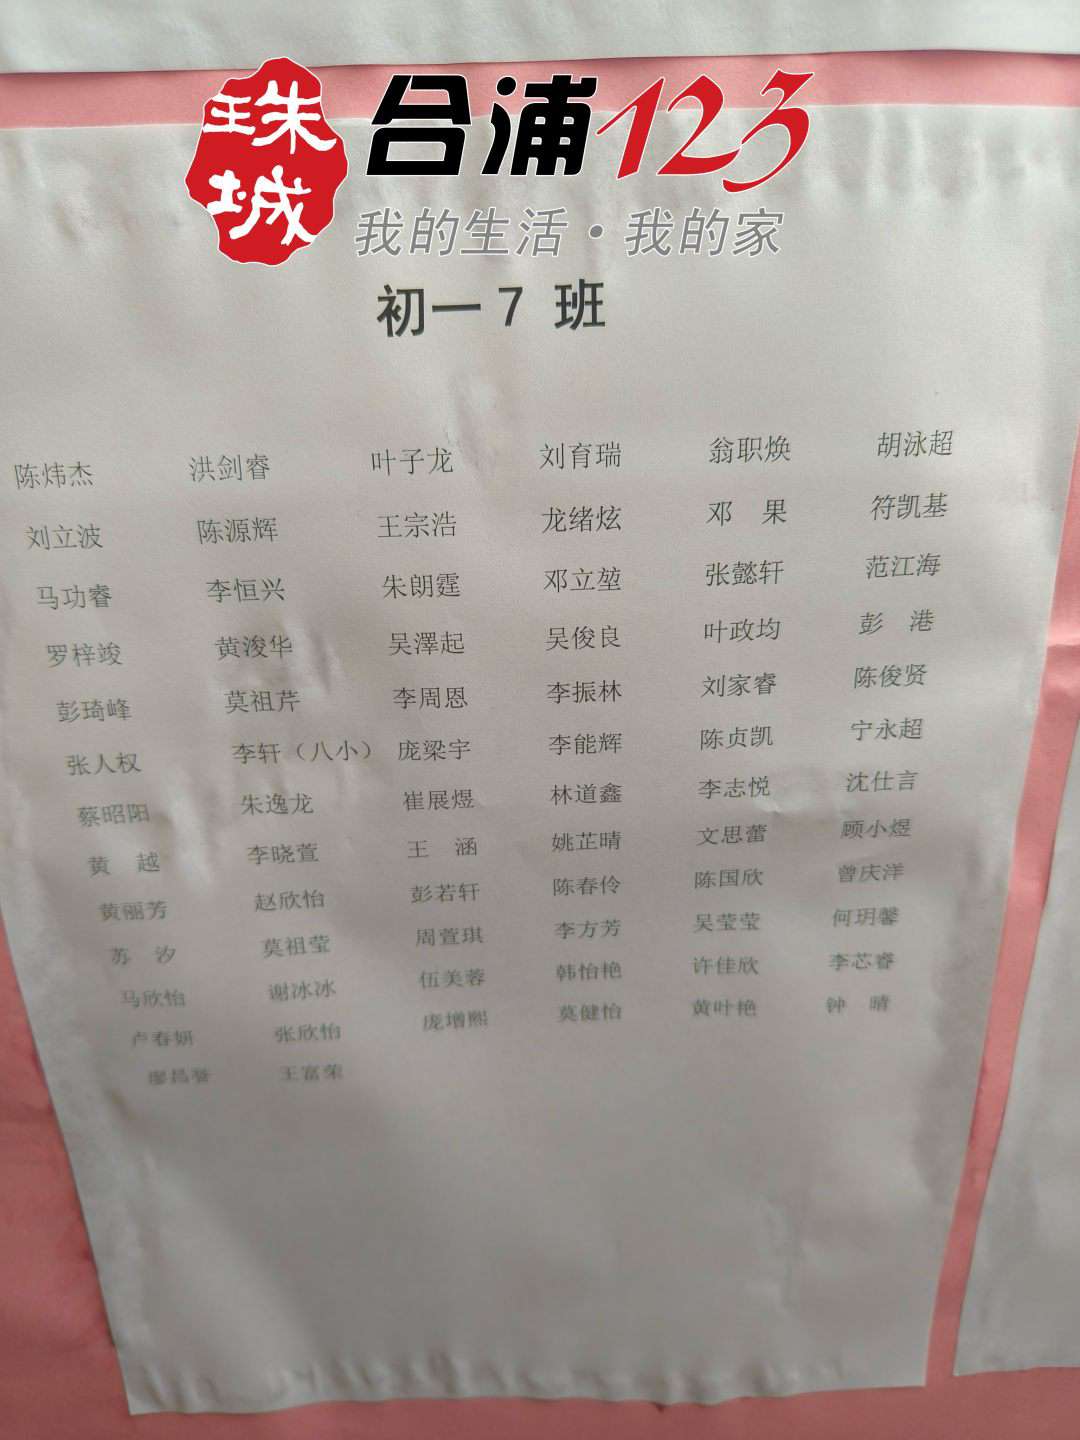 珠城
合浦123
我的生活·我的家
初一7 班
陈炜杰 洪剑睿 叶子龙 刘育瑞 翁职焕 胡泳超
刘立波 陈源辉 王宗浩 龙绪炫 邓 果 符凯基
马功睿 李恒兴 朱朗霆 邓立堃 张懿轩 范江海
罗梓竣 黄浚华 吴澤起 吴俊良 叶政均 彭 港
彭琦峰 莫祖芹 李周恩 李振林 刘家睿 陈俊贤
张人权 李轩（八小） 庞梁宇 李能辉 陈贞凯 宁永超
蔡昭阳 朱逸龙 崔展煜 林道鑫 李志悦 沈仕言
黄 越 李晓萱 王 涵 姚芷晴 文思蕾 顾小煜
黄丽芳 赵欣怡 彭若轩 陈春伶 陈国欣 曾庆洋
苏 汐 莫祖莹 周萱琪 李方芳 吴莹莹 何玥馨
马欣怡 谢冰冰 伍美蓉 韩怡艳 许佳欣 李芯睿
卢春妍 张欣怡 庞增熙 莫健怡 黄叶艳 钟 晴
廖昌誉 王富荣